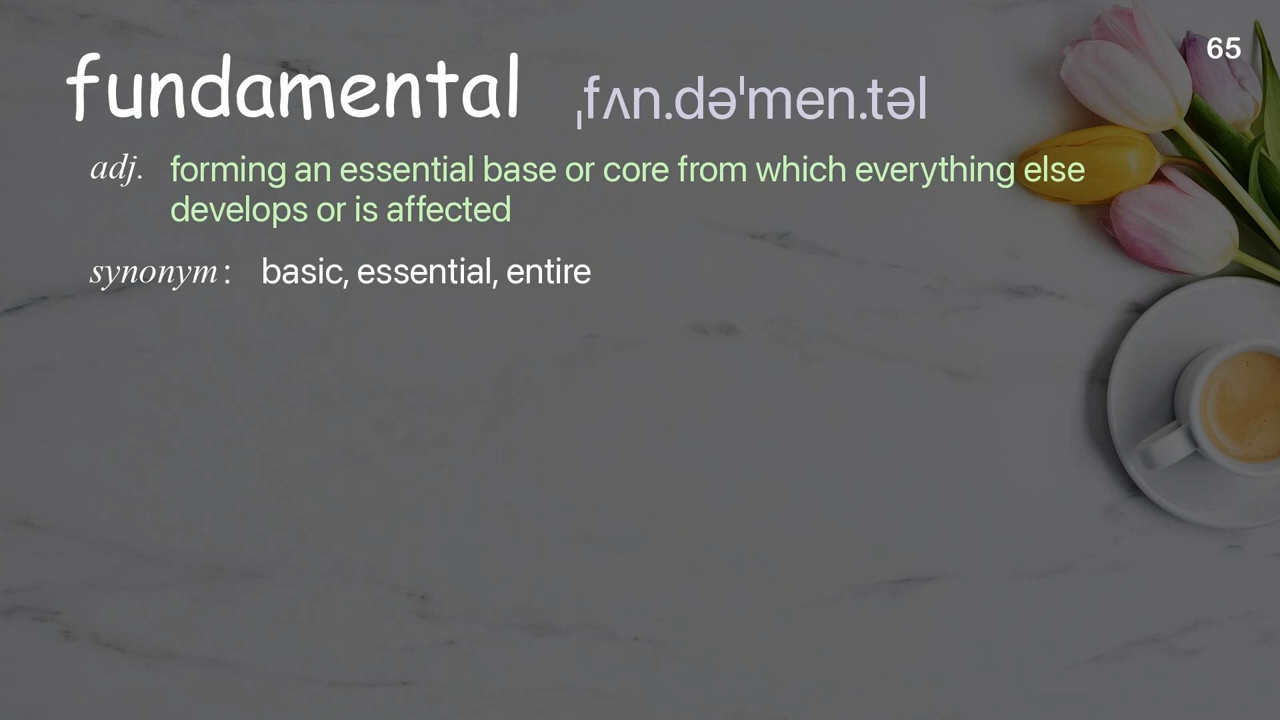 65
fundamental ˌfʌn.dəˈmen.təl
adj. forming an essential base or core from which everything else
develops or is affected
synonym: basic, essential, entire